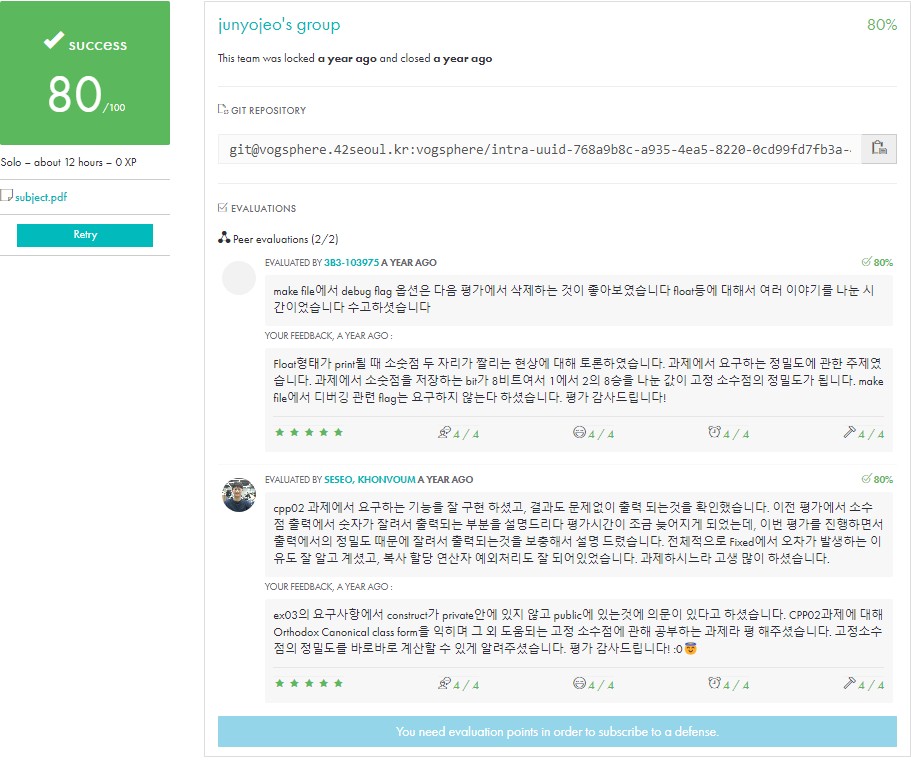 success
80/100
Solo – about 12 hours – 0 XP
subject.pdf
Retry
junyojeo's group
80%
This team was locked a year ago and closed a year ago
GIT REPOSITORY
git@vogsphere.42seoul.kr:vogsphere/intra-uuid-768a9b8c-a935-4ea5-8220-0cd99fd7fb3a-
EVALUATIONS
Peer evaluations (2/2)
EVALUATED BY 3B3-103975 A YEAR AGO
80%
make file에서 debug flag 옵션은 다음 평가에서 삭제하는 것이 좋아보였습니다 float등에 대해서 여러 이야기를 나눈 시
간이었습니다 수고하셧습니다
YOUR FEEDBACK, A YEAR AGO :
Float형태가 print될 때 소숫점 두 자리가 짤리는 현상에 대해 토론하였습니다. 과제에서 요구하는 정밀도에 관한 주제였
습니다. 과제에서 소숫점을 저장하는 bit가 8비트여서 1에서 2의 8승을 나눈 값이 고정 소수점의 정밀도가 됩니다. make
file에서 디버깅 관련 flag는 요구하지 않는다 하셨습니다. 평가 감사드립니다!
4 / 4
4 / 4
4 / 4
4 / 4
EVALUATED BY SESEO, KHONVOUM A YEAR AGO
80%
cpp02 과제에서 요구하는 기능을 잘 구현 하셨고, 결과도 문제없이 출력 되는것을 확인했습니다. 이전 평가에서 소수
점 출력에서 숫자가 잘려서 출력되는 부분을 설명드리다 평가시간이 조금 늦어지게 되었는데, 이번 평가를 진행하면서
출력에서의 정밀도 때문에 잘려서 출력되는것을 보충해서 설명 드렸습니다. 전체적으로 Fixed에서 오차가 발생하는 이
유도 잘 알고 계셨고, 복사 할당 연산자 예외처리도 잘 되어있었습니다. 과제하시느라 고생 많이 하셨습니다.
YOUR FEEDBACK, A YEAR AGO :
ex03의 요구사항에서 construct가 private안에 있지 않고 public에 있는것에 의문이 있다고 하셨습니다. CPP02과제에 대해
Orthodox Canonical class form을 익히며 그 외 도움되는 고정 소수점에 관해 공부하는 과제라 평 해주셨습니다. 고정소수
점의 정밀도를 바로바로 계산할 수 있게 알려주셨습니다. 평가 감사드립니다! :0😇
4 / 4
4 / 4
4 / 4
4 / 4
You need evaluation points in order to subscribe to a defense.